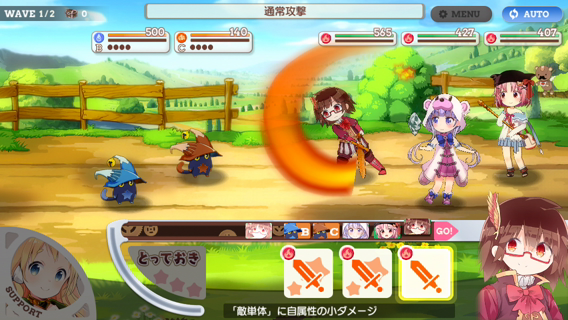 WAVE 1/2 0
通常攻撃
MENU
AUTO
500
B
140
C
565
427
407
B
C
GO!
とっておき
SUPPORT
「敵単体」に自属性の小ダメージ